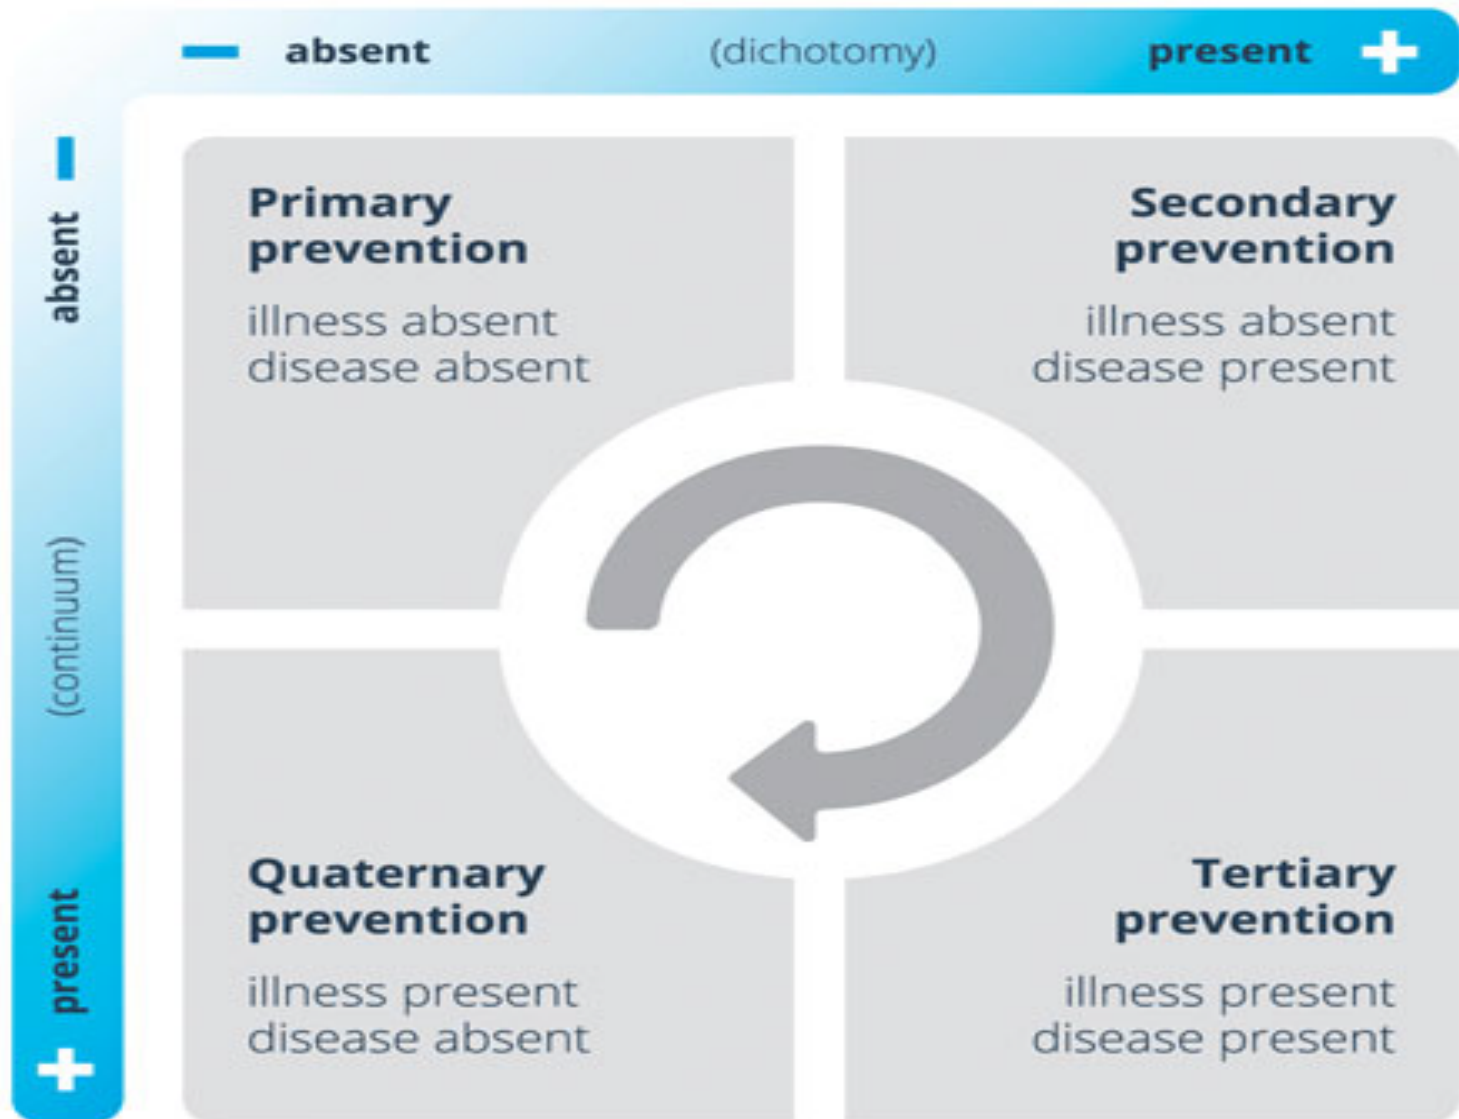 absent (dichotomy) present
absent
(continuum)
present
Primary
prevention
illness absent
disease absent
Secondary
prevention
illness absent
disease present
Quaternary
prevention
illness present
disease absent
Tertiary
prevention
illness present
disease present